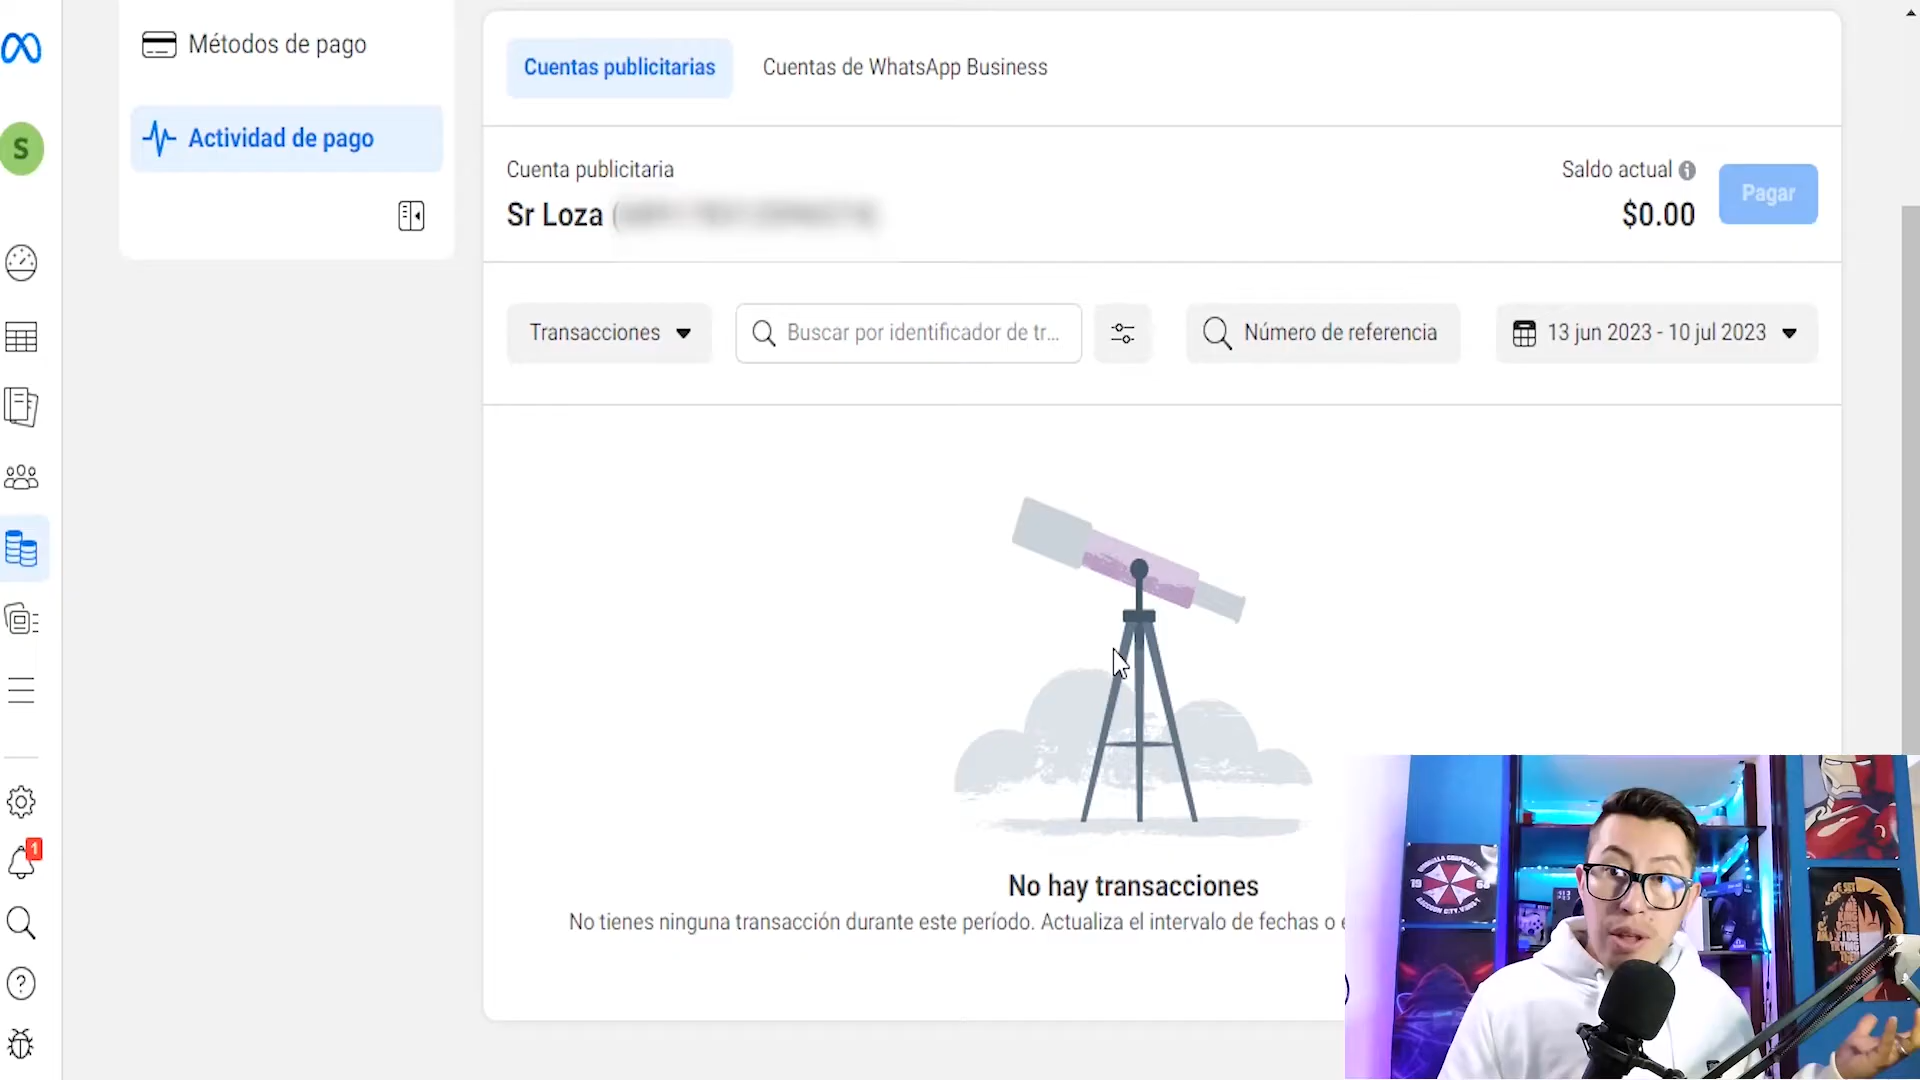 Métodos de pago
Actividad de pago
S
1
Cuentas publicitarias
Cuentas de WhatsApp Business
Cuenta publicitaria
Sr Loza (
Saldo actual
$0.00
Pagar
Transacciones
Buscar por identificador de tr...
Número de referencia
13 jun 2023 - 10 jul 2023
No hay transacciones
No tienes ninguna transacción durante este período. Actualiza el intervalo de fechas o